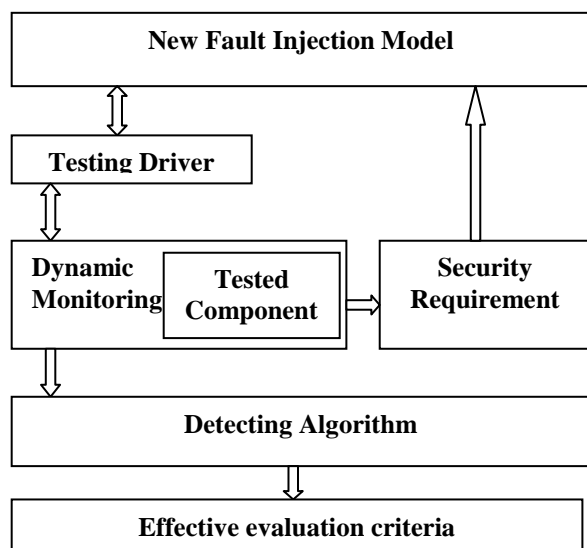 New Fault Injection Model
Testing Driver
Dynamic
Monitoring
Tested
Component
Security
Requirement
Detecting Algorithm
Effective evaluation criteria